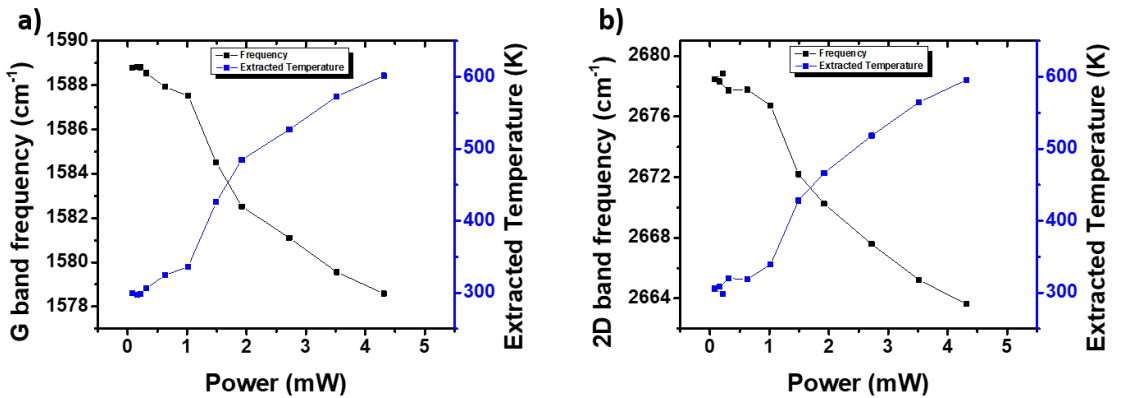 a)
G band frequency (cm⁻¹)
1590
1588
1586
1584
1582
1580
1578
Frequency
Extracted Temperature
600
500
400
300
Extracted Temperature (K)
0 1 2 3 4 5
Power (mW)
b)
2D band frequency (cm⁻¹)
2680
2676
2672
2668
2664
Frequency
Extracted Temperature
600
500
400
300
Extracted Temperature (K)
0 1 2 3 4 5
Power (mW)